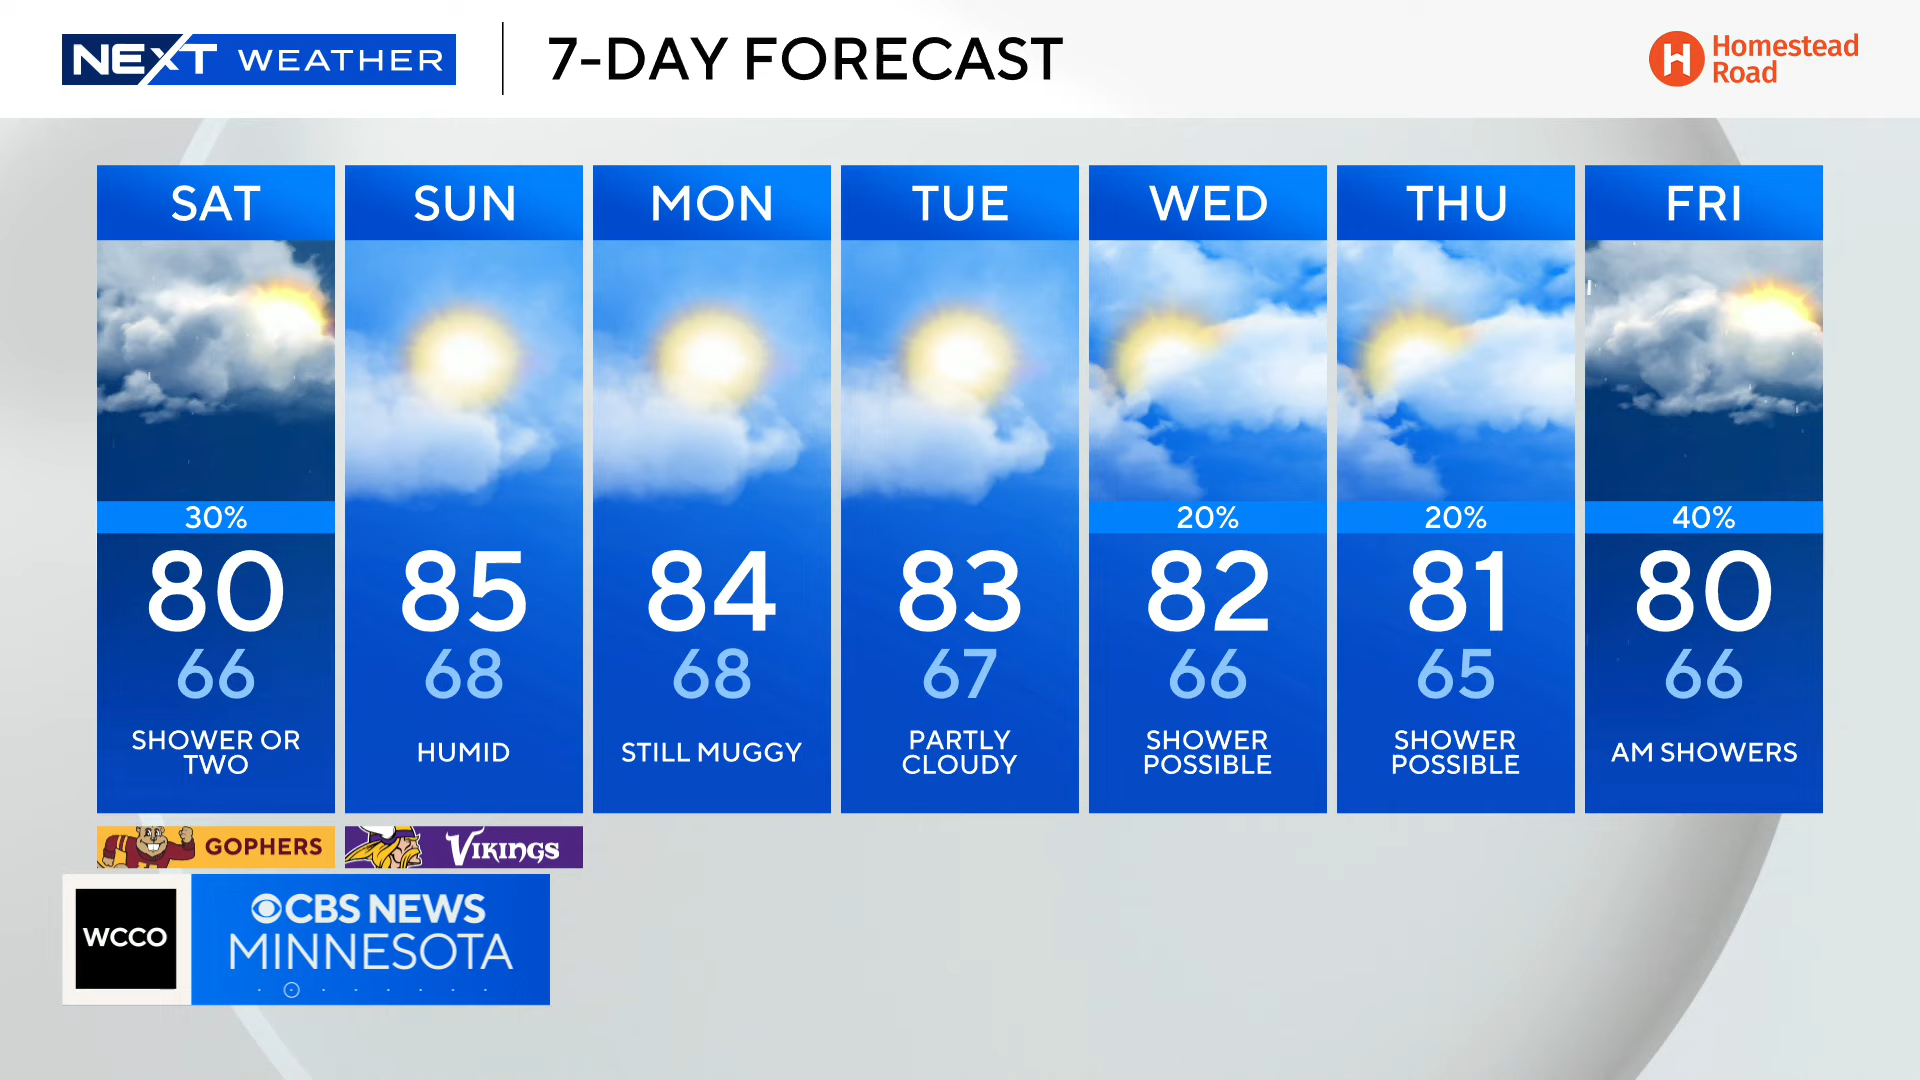 NEXT WEATHER
7-DAY FORECAST
Homestead
Road
SAT
30%
80
66
SHOWER OR
TWO
GOPHERS
SUN
85
68
HUMID
VIKINGS
MON
84
68
STILL MUGGY
TUE
83
67
PARTLY
CLOUDY
WED
20%
82
66
SHOWER
POSSIBLE
THU
20%
81
65
SHOWER
POSSIBLE
FRI
40%
80
66
AM SHOWERS
WCCO
CBS NEWS
MINNESOTA